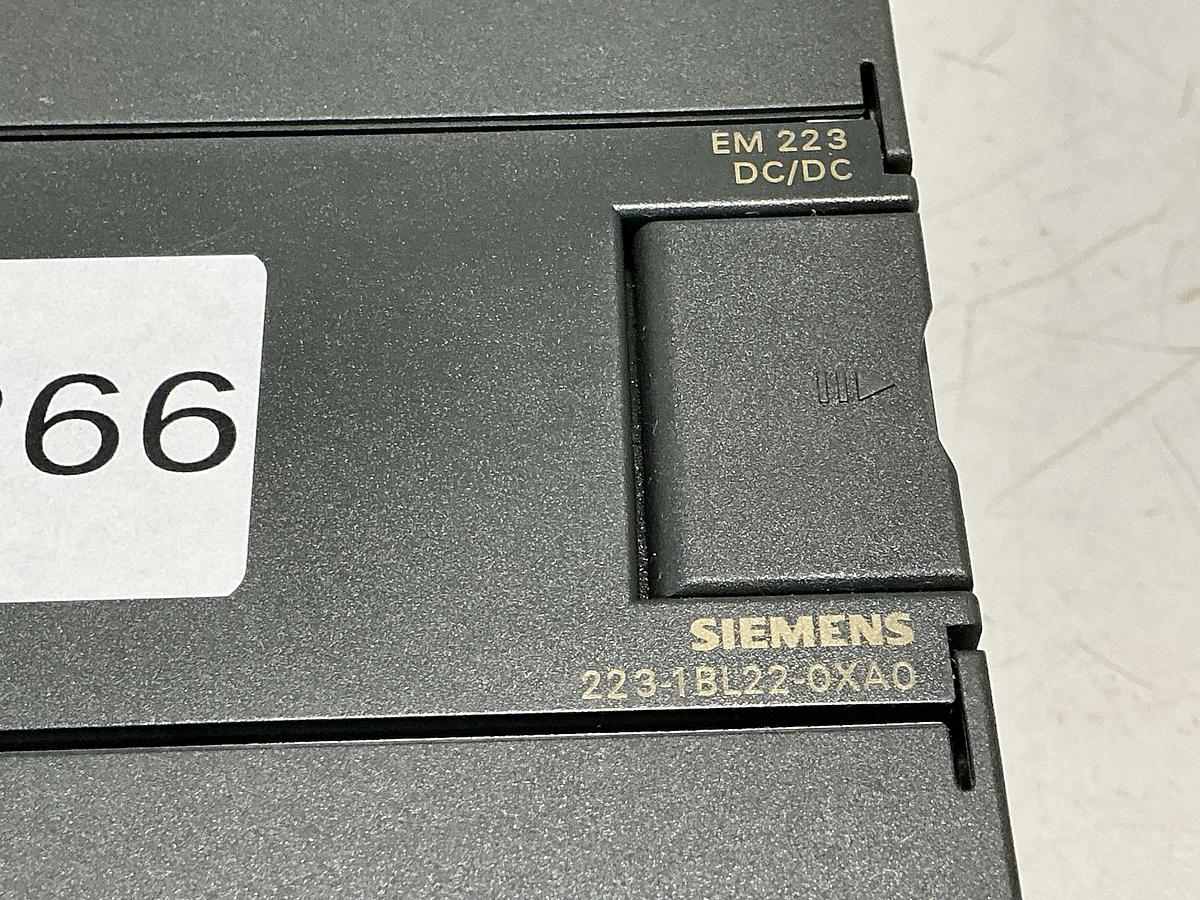 EM 223
DC/DC
66
SIEMENS
223-1BL22-0XA0